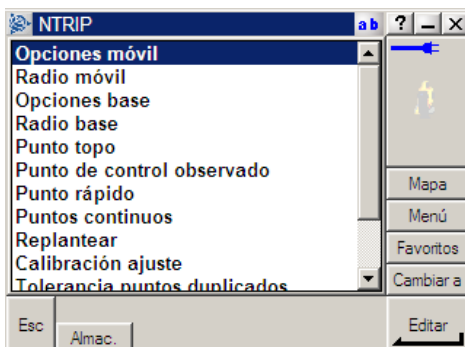 NTRIP
ab ?
Opciones móvil
Radio móvil
Opciones base
Radio base
Punto topo
Punto de control observado
Punto rápido
Puntos continuos
Replantear
Calibración ajuste
Tolerancia puntos duplicados
Mapa
Menú
Favoritos
Cambiar a
Esc
Almac.
Editar